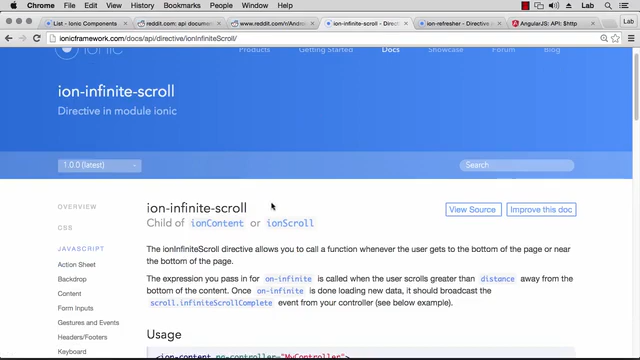 Chrome File Edit View History Bookmarks Window Help Lab
List - Ionic Components
reddit.com: api document
www.reddit.com/r/Androi
ion-infinite-scroll - Direct
ion-refresher - Directive
AngularJS: API: $http
Lab
ionicframework.com/docs/api/directive/ionInfiniteScroll/
ionic Products Getting Started Docs Blog Forum
ion-infinite-scroll
Directive in module ionic
1.0.0 (latest)
Search
OVERVIEW
CSS
JAVASCRIPT
Action Sheet
Backdrop
Content
Form Inputs
Gestures and Events
Headers/Footers
Keyboard
ion-infinite-scroll
View Source
Improve this doc
Child of ionContent or ionScroll
The ionInfiniteScroll directive allows you to call a function whenever the user gets to the bottom of the page or near
the bottom of the page.
The expression you pass in for on-infinite is called when the user scrolls greater than distance away from the
bottom of the content. Once on-infinite is done loading new data, it should broadcast the
scroll.infiniteScrollComplete event from your controller (see below example).
Usage
<ion-content ng-controller="MyController">